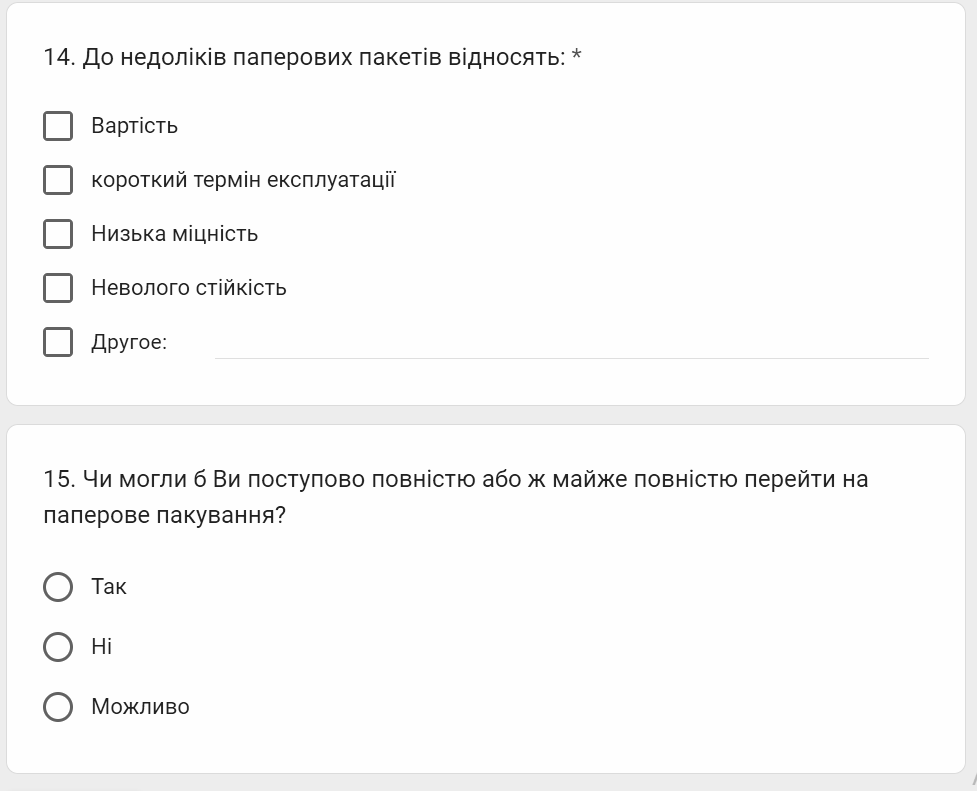 14. До недоліків паперових пакетів відносять: *
Вартість
короткий термін експлуатації
Низька міцність
Неволого стійкість
Другое:
15. Чи могли б Ви поступово повністю або ж майже повністю перейти на
паперове пакування?
Так
Ні
Можливо